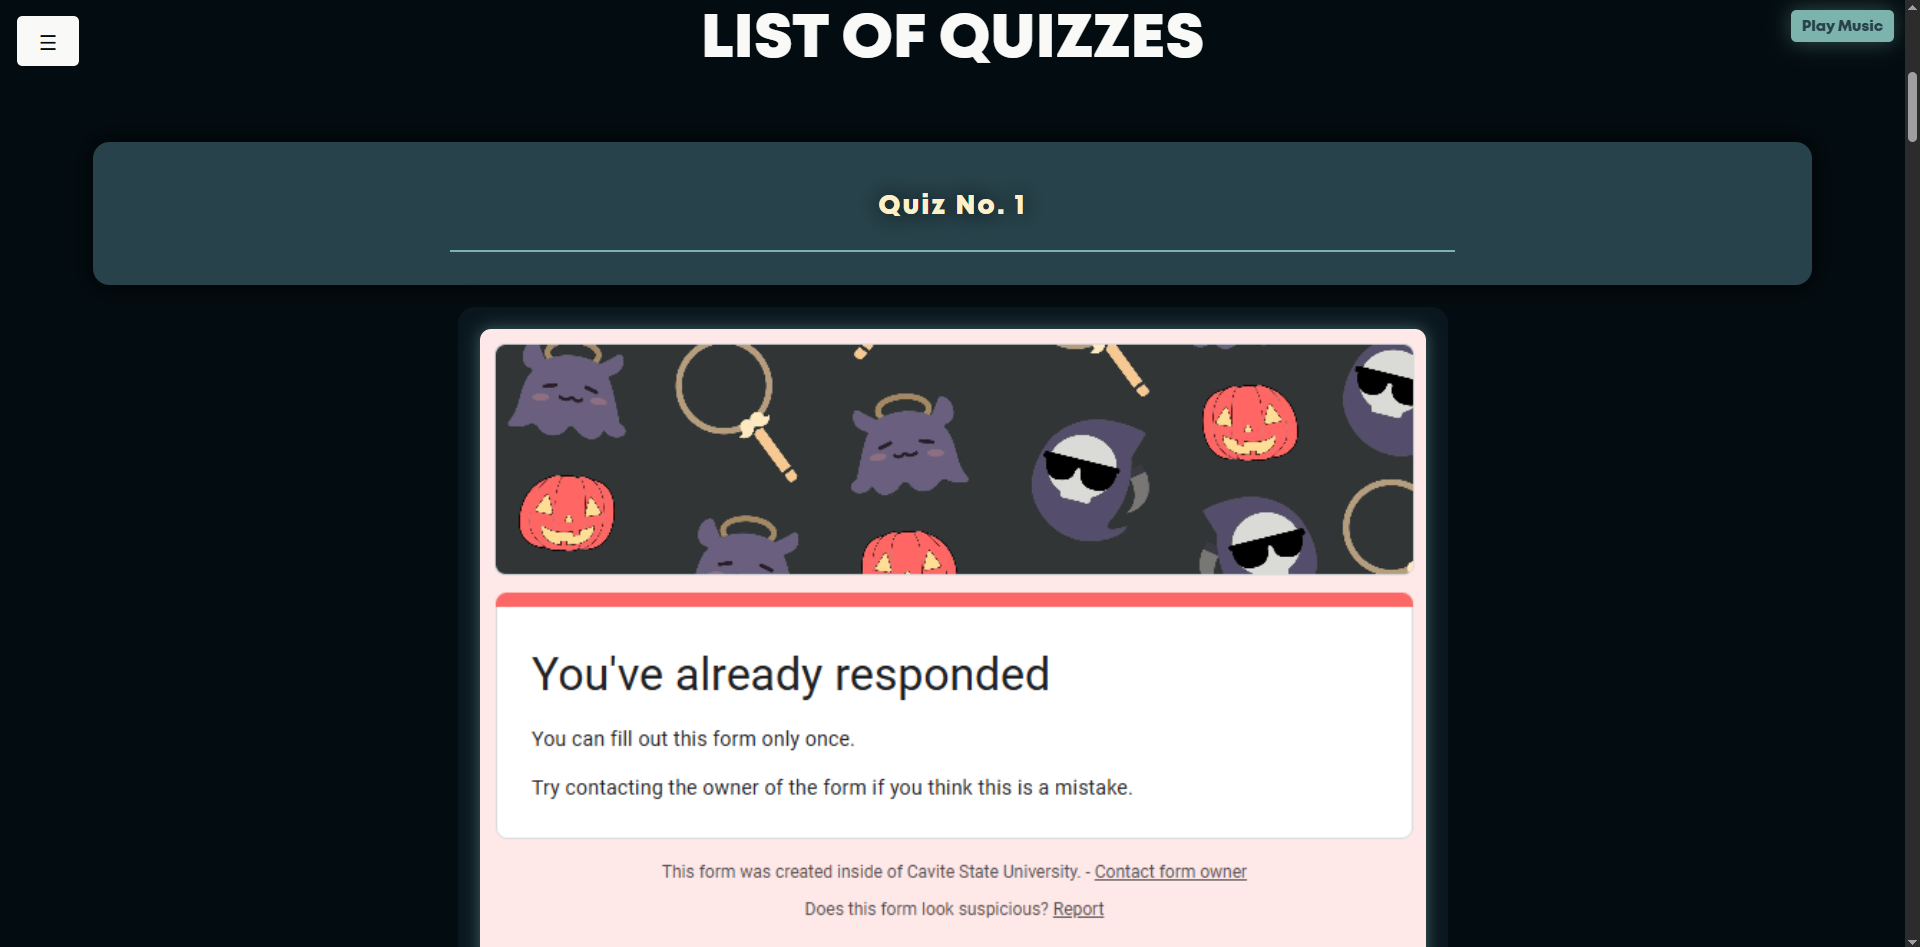 ☰
LIST OF QUIZZES
Play Music
Quiz No. 1
You've already responded
You can fill out this form only once.
Try contacting the owner of the form if you think this is a mistake.
This form was created inside of Cavite State University. - Contact form owner
Does this form look suspicious? Report